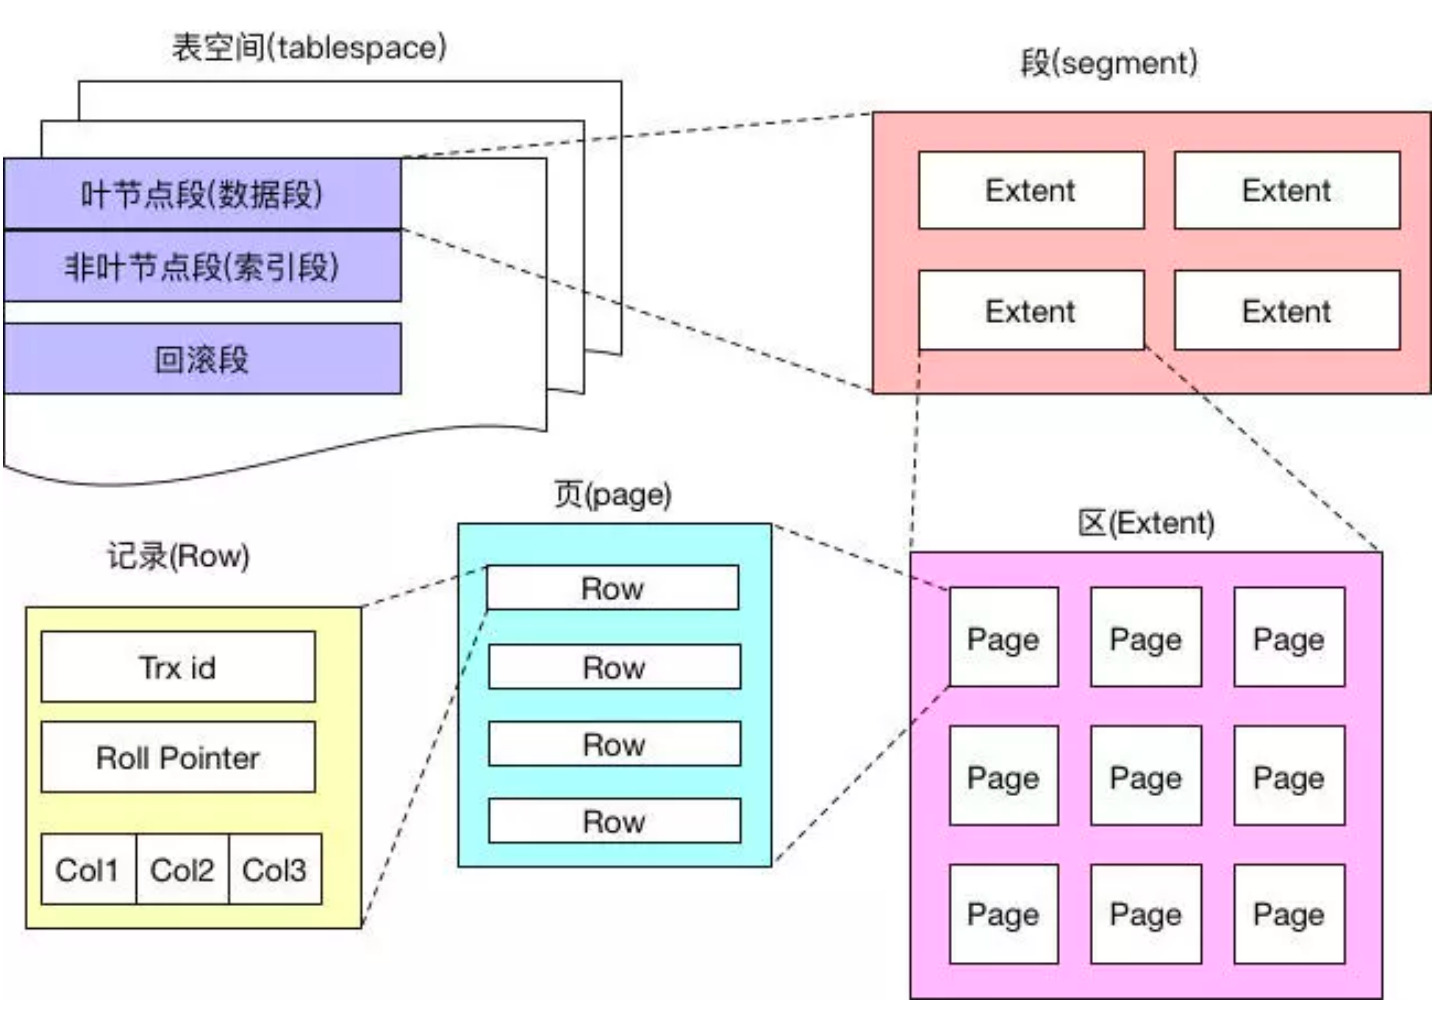 表空间(tablespace)
叶节点段(数据段)
非叶节点段(索引段)
回滚段
段(segment)
Extent
Extent
Extent
Extent
区(Extent)
Page
Page
Page
Page
Page
Page
Page
Page
Page
页(page)
Row
Row
Row
Row
记录(Row)
Trx id
Roll Pointer
Col1
Col2
Col3